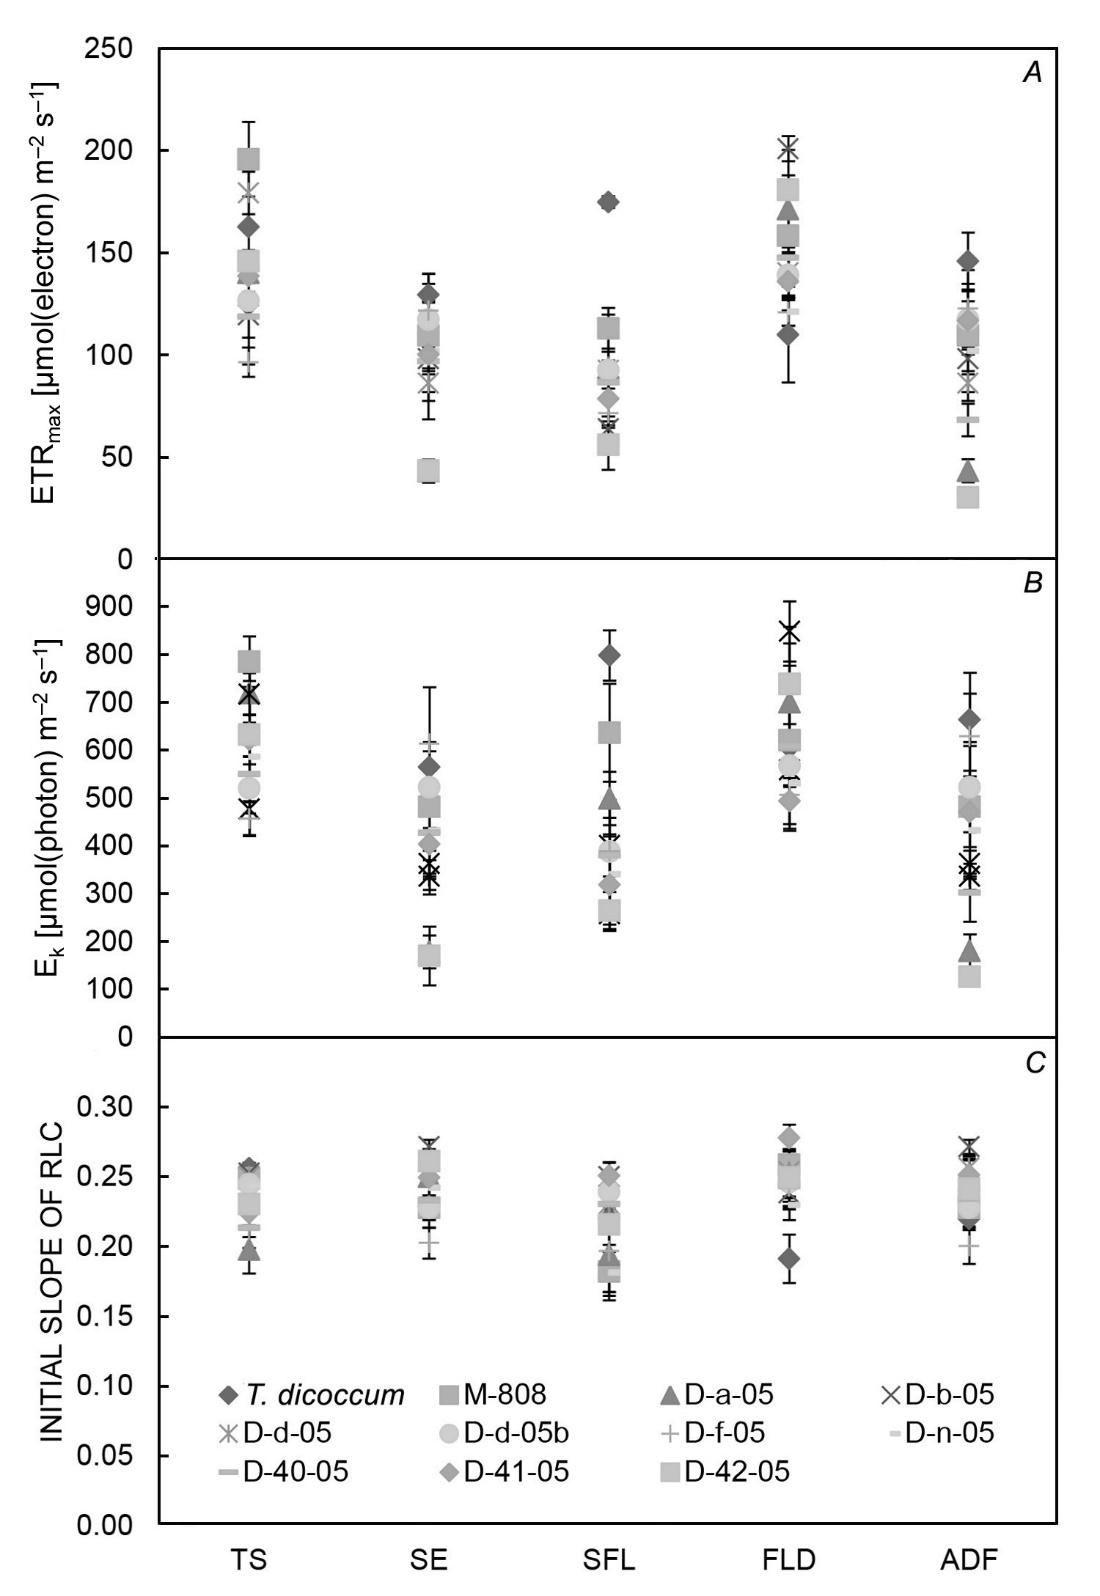 A
ETRmax [µmol(electron) m–2 s–1]
250
200
150
100
50
0
B
Ek [µmol(photon) m–2 s–1]
900
800
700
600
500
400
300
200
100
0
C
INITIAL SLOPE OF RLC
0.30
0.25
0.20
0.15
0.10
0.05
0.00
T. dicoccum M-808 D-a-05 D-b-05
D-d-05 D-d-05b D-f-05 D-n-05
D-40-05 D-41-05 D-42-05
TS SE SFL FLD ADF